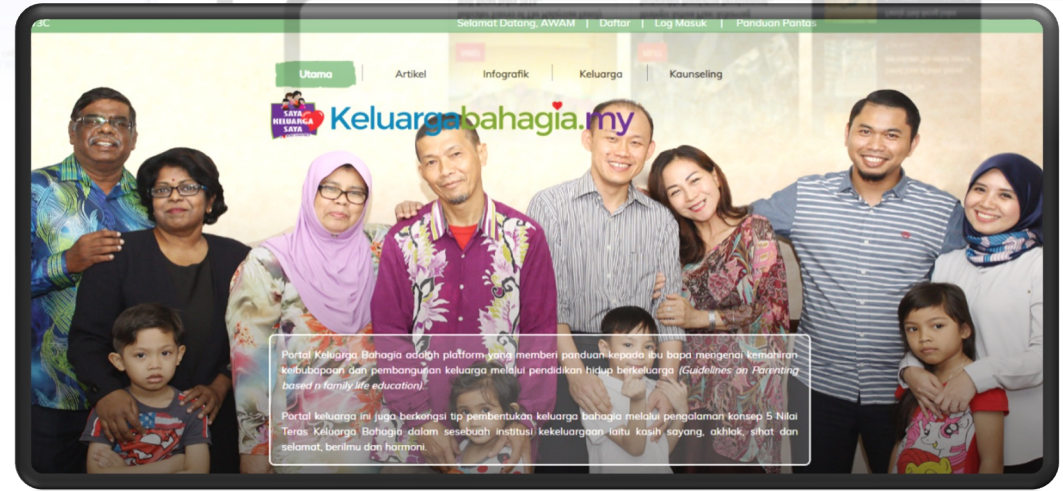 3C
Selamat Datang, AWAM | Daftar | Log Masuk | Panduan Pantas
Utama
Artikel
Infografik
Keluarga
Kaunseling
SAYA
KELUARGA
SAYA
Keluargabahagia.my
Portal Keluarga Bahagia adalah platform yang memberi panduan kepada ibu bapa mengenai kemahiran
keibubapaan dan pembangunan keluarga melalui pendidikan hidup berkeluarga (Guidelines on Parenting
based n family life education).
Portal keluarga ini juga berkongsi tip pembentukan keluarga bahagia melalui pengalaman konsep 5 Nilai
Teras Keluarga Bahagia dalam sesebuah institusi kekeluargaan iaitu kasih sayang, akhlak, sihat dan
selamat, berilmu dan harmoni.